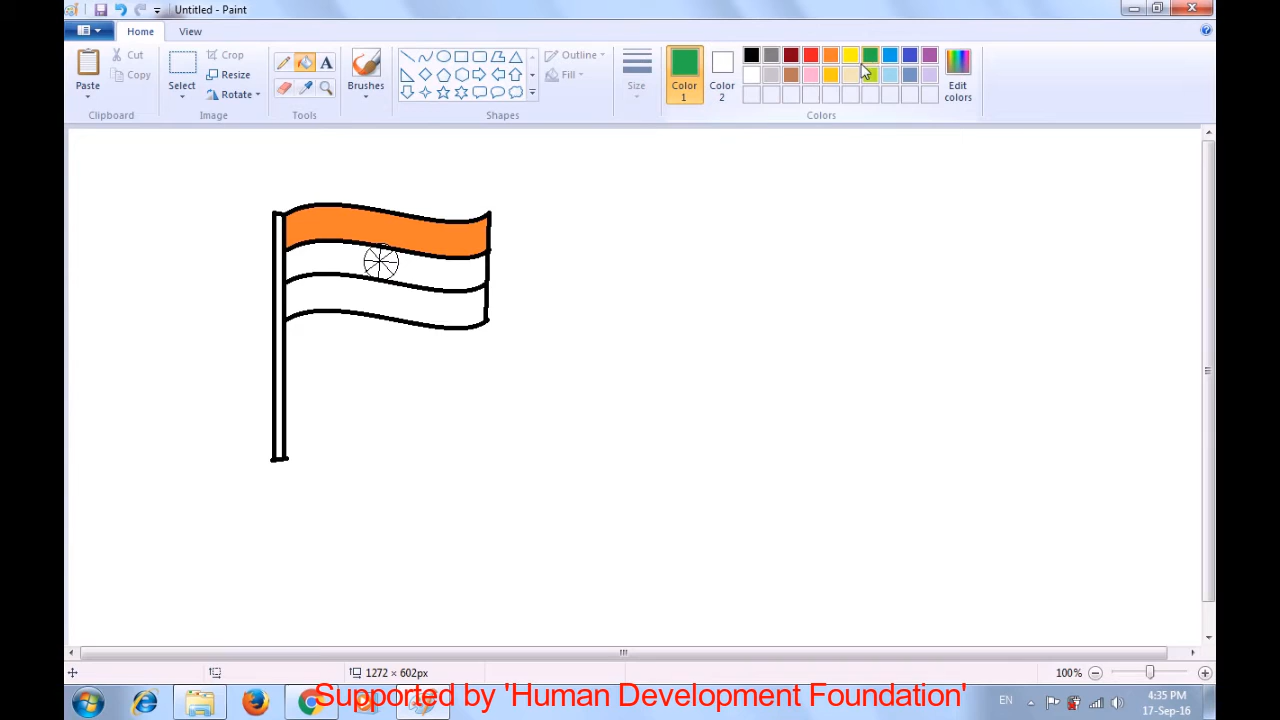 Untitled - Paint
Home View
Paste
Cut
Copy
Clipboard
Select
Crop
Resize
Rotate
Image
A
Tools
Brushes
Outline
Fill
Shapes
Size
Color 1
Color 2
Edit colors
Colors
1272 × 602px
100%
EN
4:35 PM
17-Sep-16
Supported by 'Human Development Foundation'